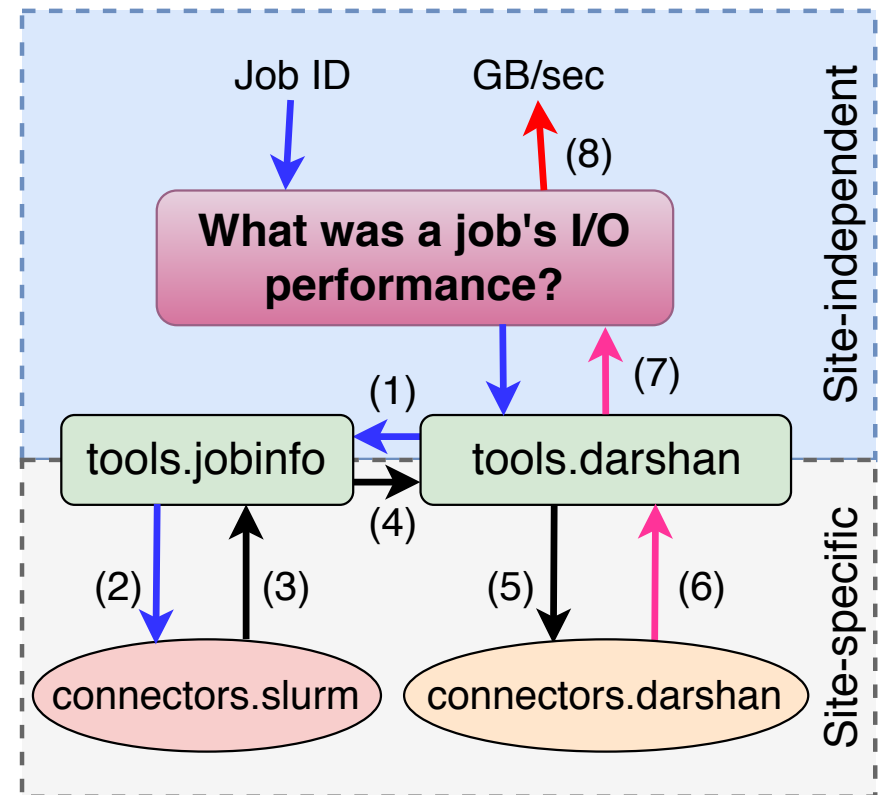 Job ID
GB/sec
(8)
What was a job's I/O
performance?
(7)
(1)
tools.jobinfo
tools.darshan
(4)
(2)
(3)
(5)
(6)
connectors.slurm
connectors.darshan
Site-independent
Site-specific